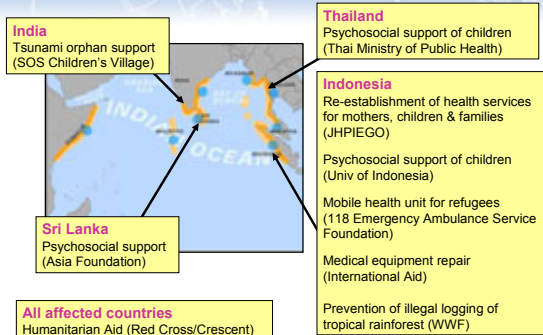 India
Tsunami orphan support
(SOS Children's Village)
Thailand
Psychosocial support of children
(Thai Ministry of Public Health)
Indonesia
Re-establishment of health services
for mothers, children & families
(JHPIEGO)
Psychosocial support of children
(Univ of Indonesia)
Mobile health unit for refugees
(118 Emergency Ambulance Service
Foundation)
Medical equipment repair
(International Aid)
Prevention of illegal logging of
tropical rainforest (WWF)
INDIAN OCEAN
Sri Lanka
Psychosocial support
(Asia Foundation)
All affected countries
Humanitarian Aid (Red Cross/Crescent)